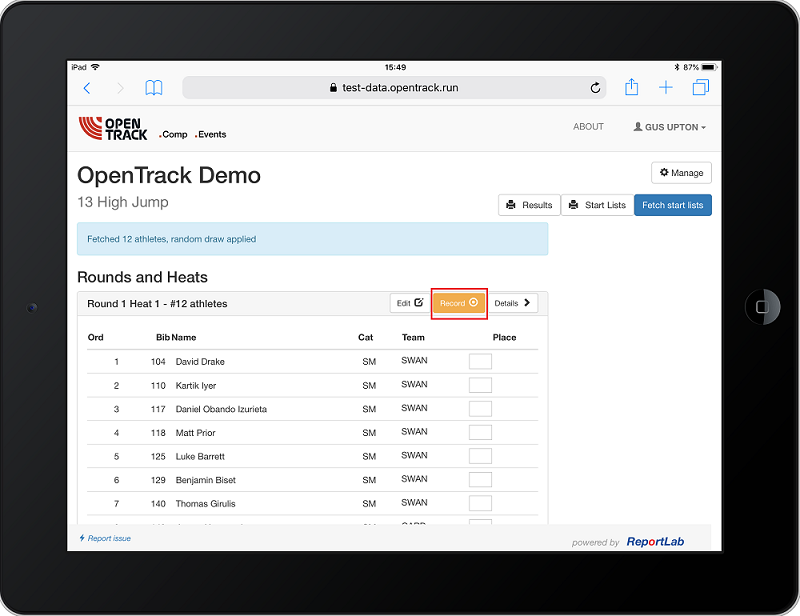 iPad 15:49 87%
test-data.opentrack.run
OPEN TRACK .Comp .Events ABOUT GUS UPTON
OpenTrack Demo Manage
13 High Jump Results Start Lists Fetch start lists
Fetched 12 athletes, random draw applied
Rounds and Heats
Round 1 Heat 1 - #12 athletes Edit Record Details
Ord Bib Name Cat Team Place
1 104 David Drake SM SWAN
2 110 Kartik Iyer SM SWAN
3 117 Daniel Obando Izurieta SM SWAN
4 118 Matt Prior SM SWAN
5 125 Luke Barrett SM SWAN
6 129 Benjamin Biset SM SWAN
7 140 Thomas Girulis SM SWAN
Report issue powered by ReportLab